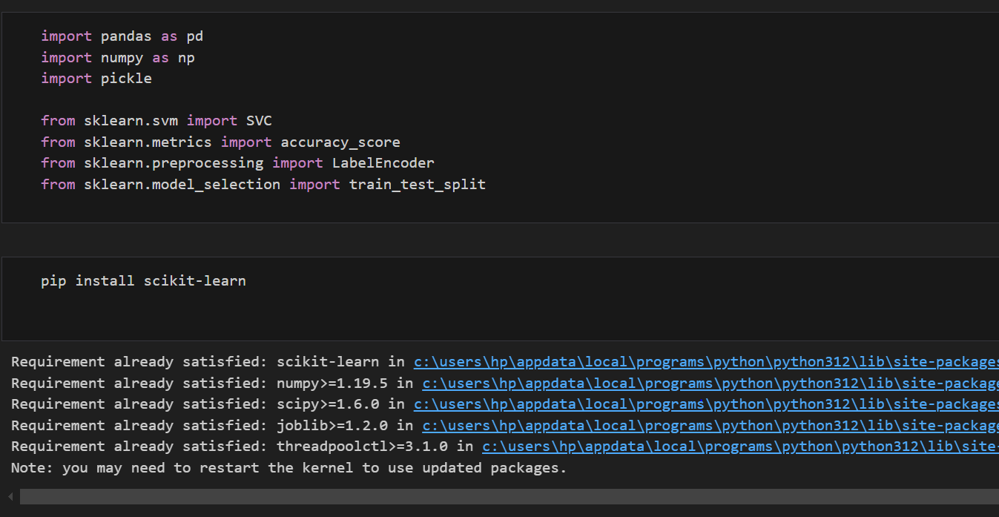 import pandas as pd
import numpy as np
import pickle
from sklearn.svm import SVC
from sklearn.metrics import accuracy_score
from sklearn.preprocessing import LabelEncoder
from sklearn.model_selection import train_test_split
pip install scikit-learn
Requirement already satisfied: scikit-learn in c:\users\hp\appdata\local\programs\python\python312\lib\site-packages
Requirement already satisfied: numpy>=1.19.5 in c:\users\hp\appdata\local\programs\python\python312\lib\site-package
Requirement already satisfied: scipy>=1.6.0 in c:\users\hp\appdata\local\programs\python\python312\lib\site-packages
Requirement already satisfied: joblib>=1.2.0 in c:\users\hp\appdata\local\programs\python\python312\lib\site-package
Requirement already satisfied: threadpoolctl>=3.1.0 in c:\users\hp\appdata\local\programs\python\python312\lib\site-
Note: you may need to restart the kernel to use updated packages.